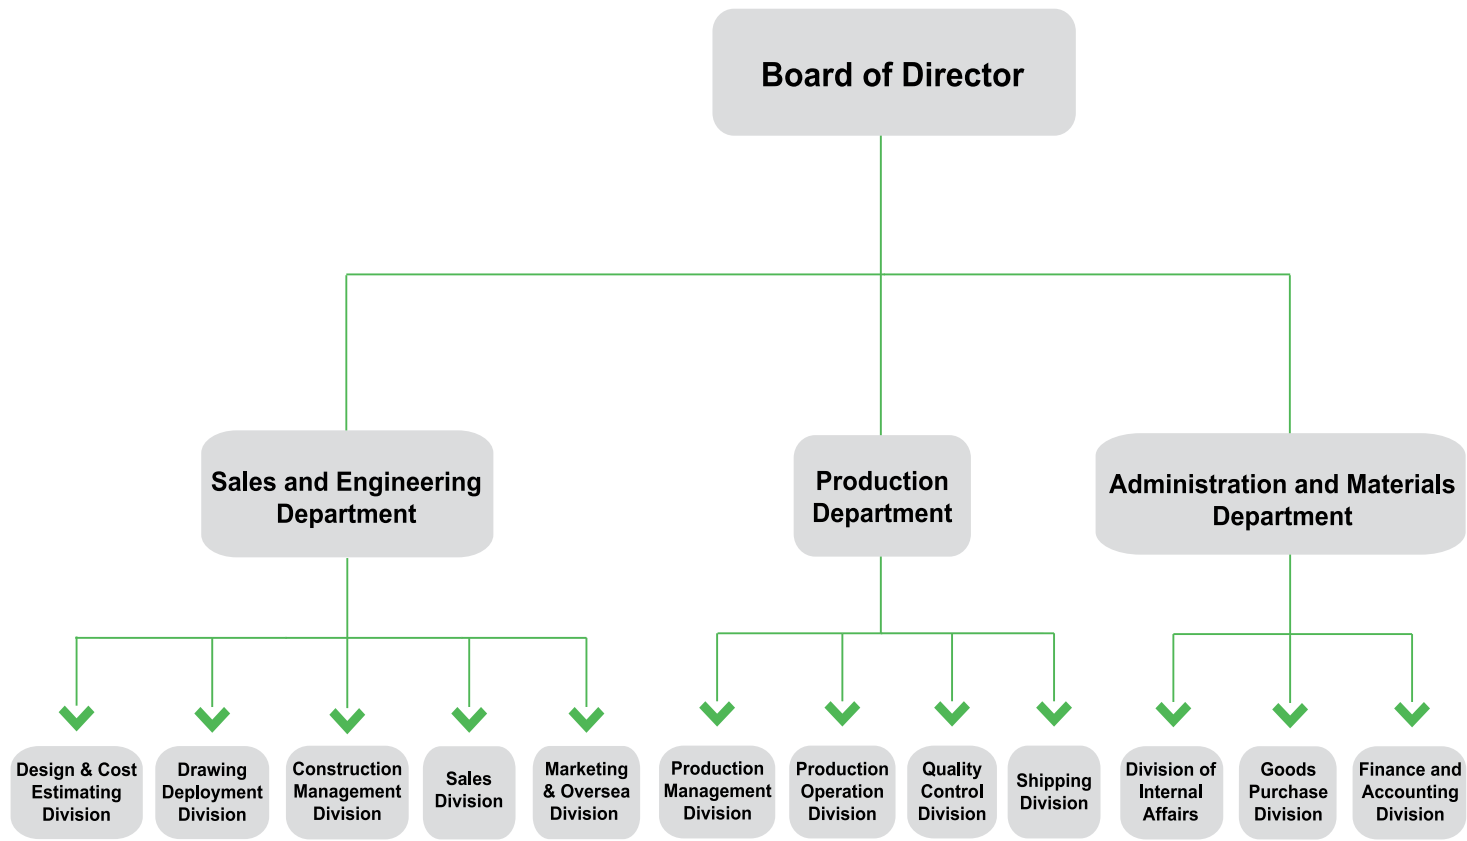 Board of Director
Sales and Engineering
Department
Production
Department
Administration and Materials
Department
Design & Cost
Estimating
Division
Drawing
Deployment
Division
Construction
Management
Division
Sales
Division
Marketing
& Oversea
Division
Production
Management
Division
Production
Operation
Division
Quality
Control
Division
Shipping
Division
Division of
Internal
Affairs
Goods
Purchase
Division
Finance and
Accounting
Division